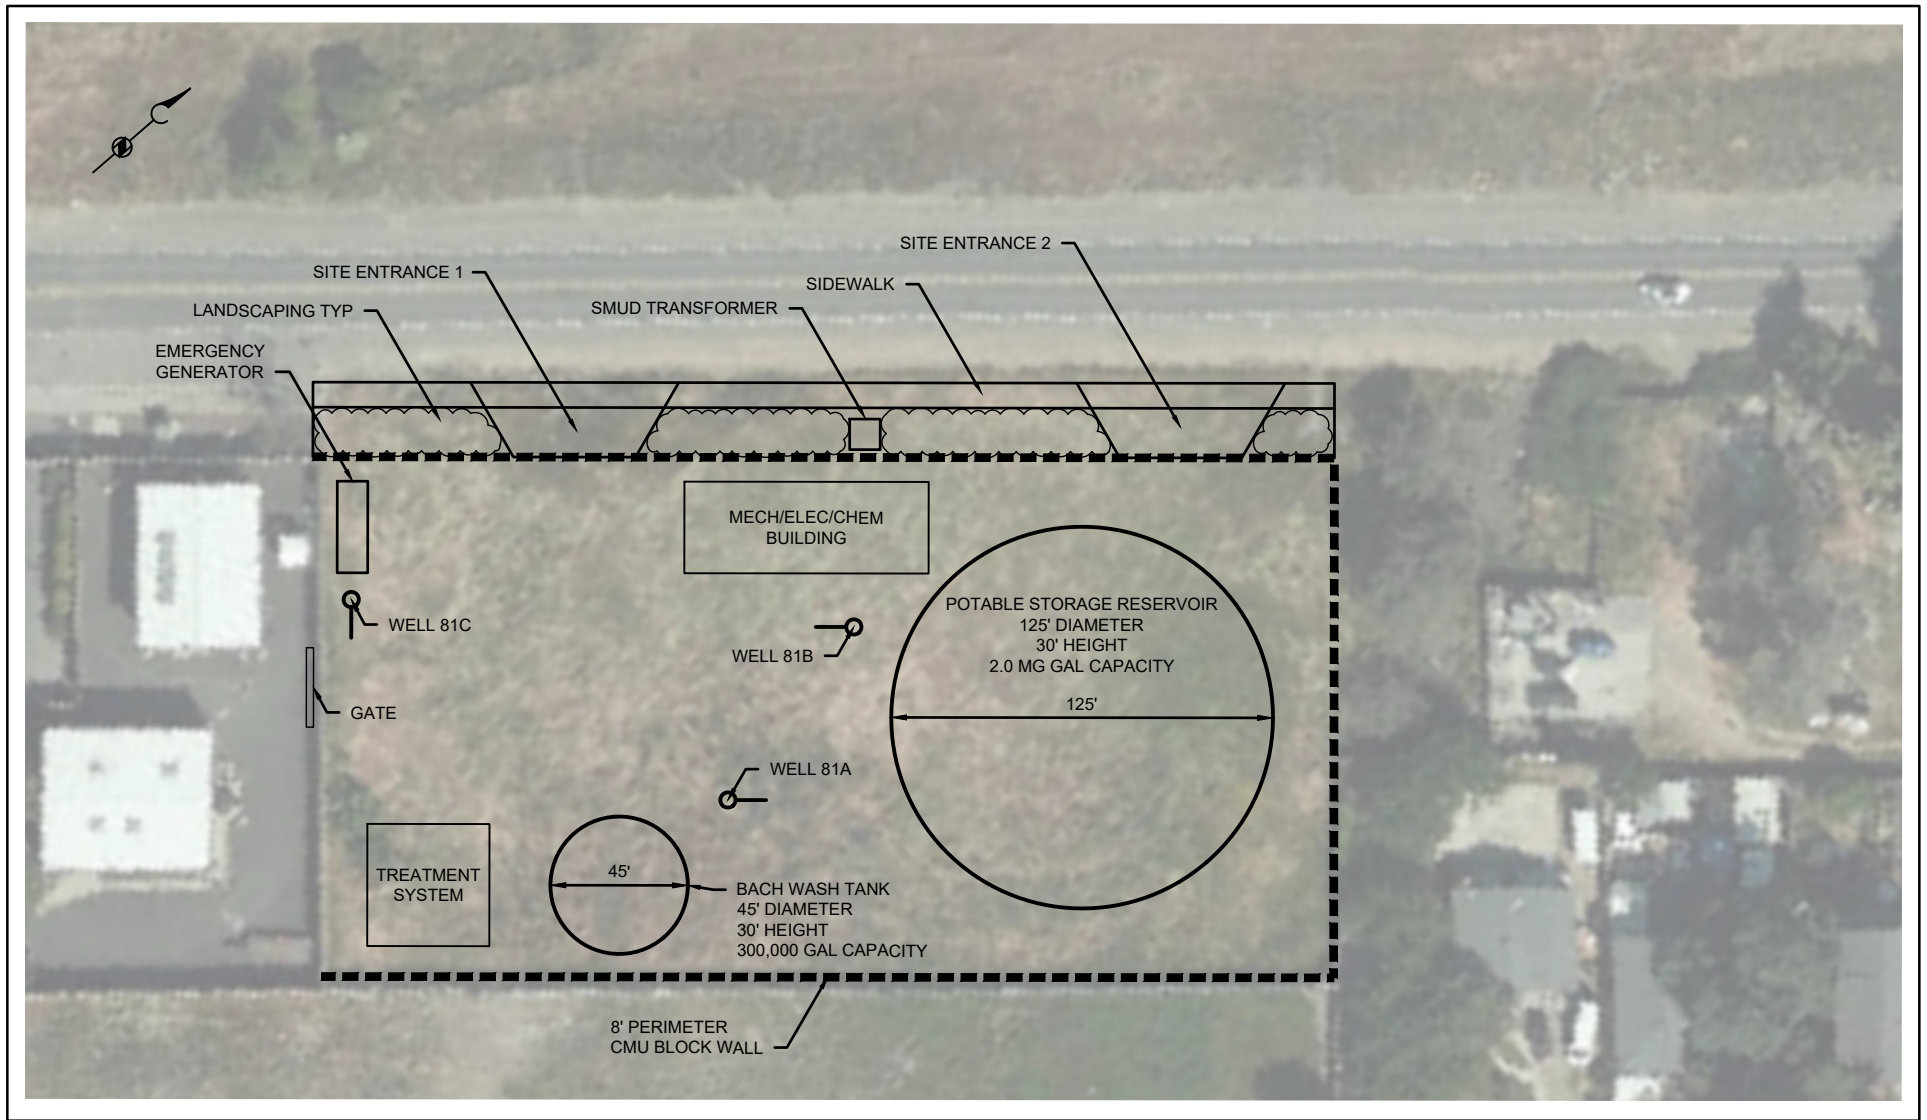 SITE ENTRANCE 2
SITE ENTRANCE 1
SIDEWALK
LANDSCAPING TYP
SMUD TRANSFORMER
EMERGENCY
GENERATOR
MECH/ELEC/CHEM
BUILDING
POTABLE STORAGE RESERVOIR
125' DIAMETER
30' HEIGHT
2.0 MG GAL CAPACITY
WELL 81C
WELL 81B
125'
GATE
WELL 81A
TREATMENT
SYSTEM
45'
BACH WASH TANK
45' DIAMETER
30' HEIGHT
300,000 GAL CAPACITY
8' PERIMETER
CMU BLOCK WALL